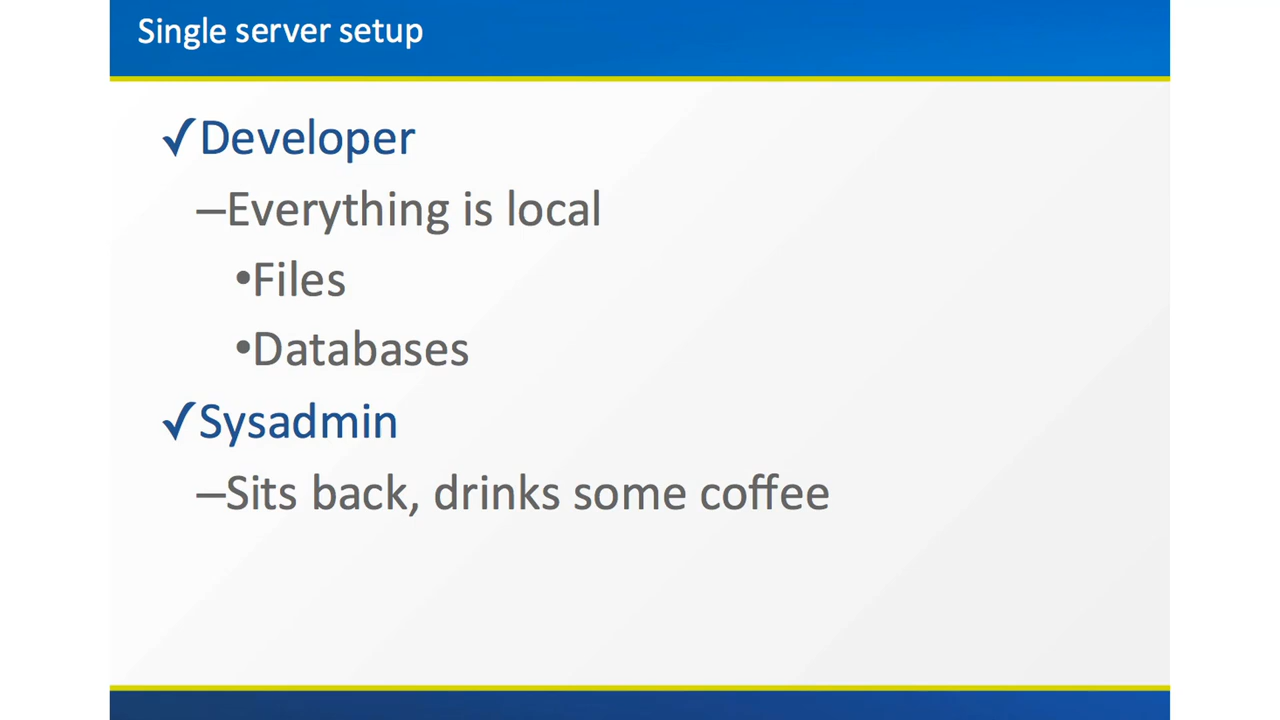 Single server setup
✓Developer
–Everything is local
•Files
•Databases
✓Sysadmin
–Sits back, drinks some coffee